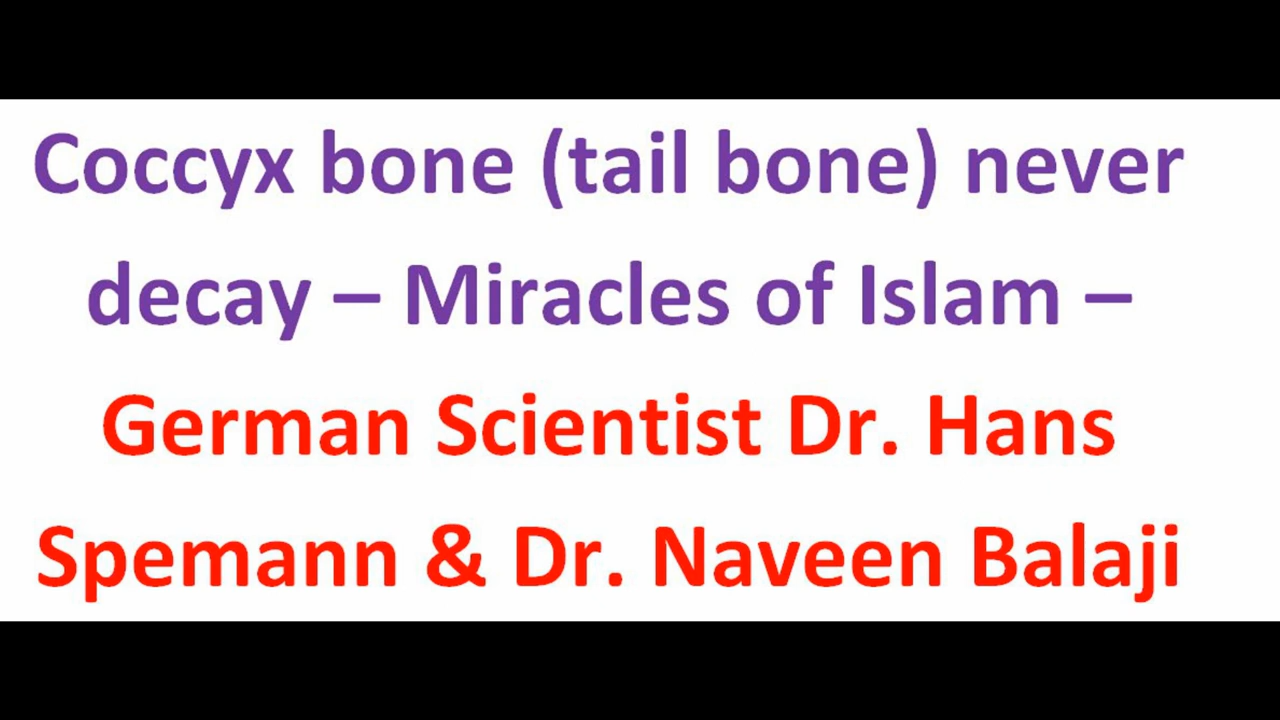 Coccyx bone (tail bone) never
decay – Miracles of Islam –
German Scientist Dr. Hans
Spemann & Dr. Naveen Balaji